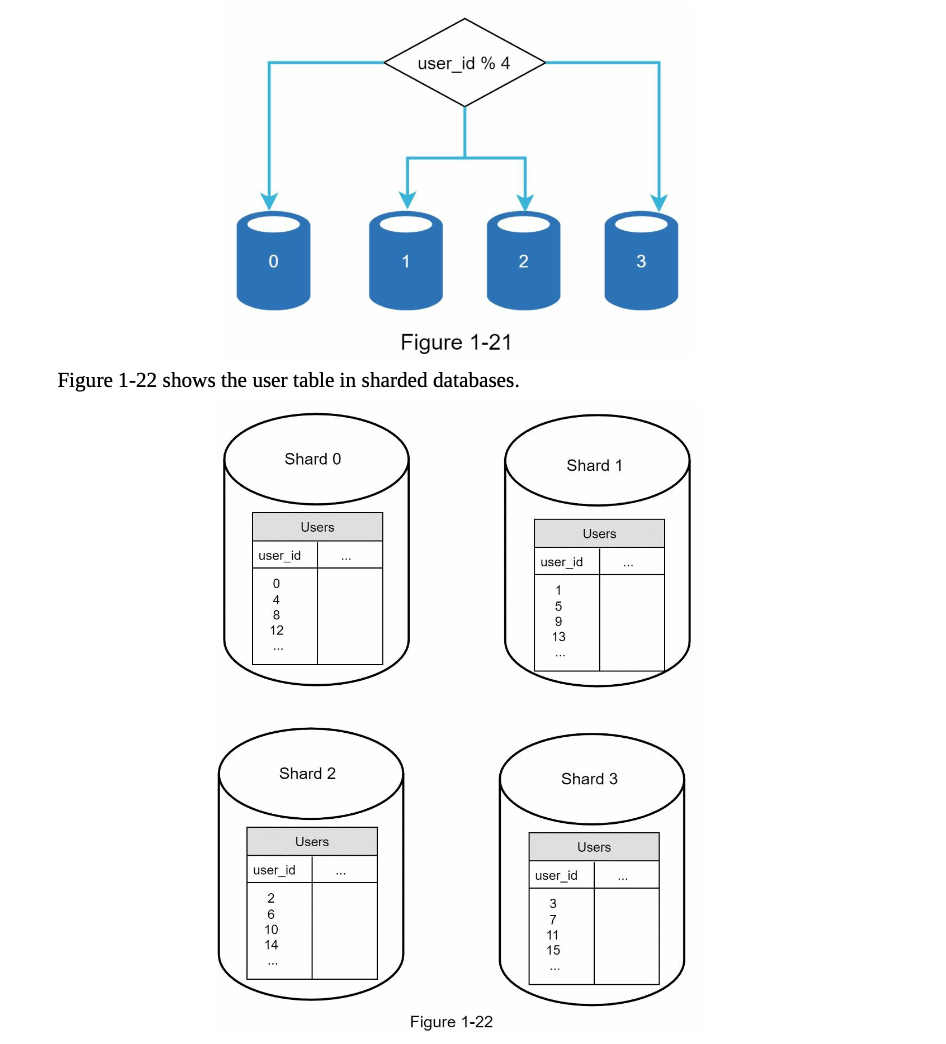 user_id % 4
0
1
2
3
Figure 1-21
Figure 1-22 shows the user table in sharded databases.
Shard 0
Users
user_id ...
0
4
8
12
...
Shard 1
Users
user_id ...
1
5
9
13
...
Shard 2
Users
user_id ...
2
6
10
14
...
Shard 3
Users
user_id ...
3
7
11
15
...
Figure 1-22